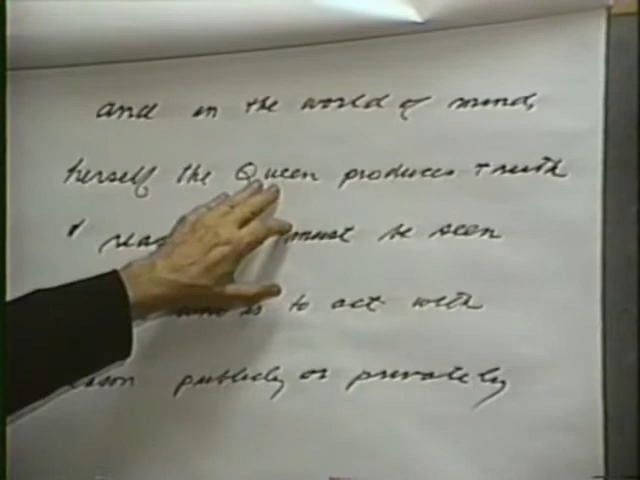 and in the world of mind,
herself the Queen produces truth
& must be seen
is to act with
publicly or privately